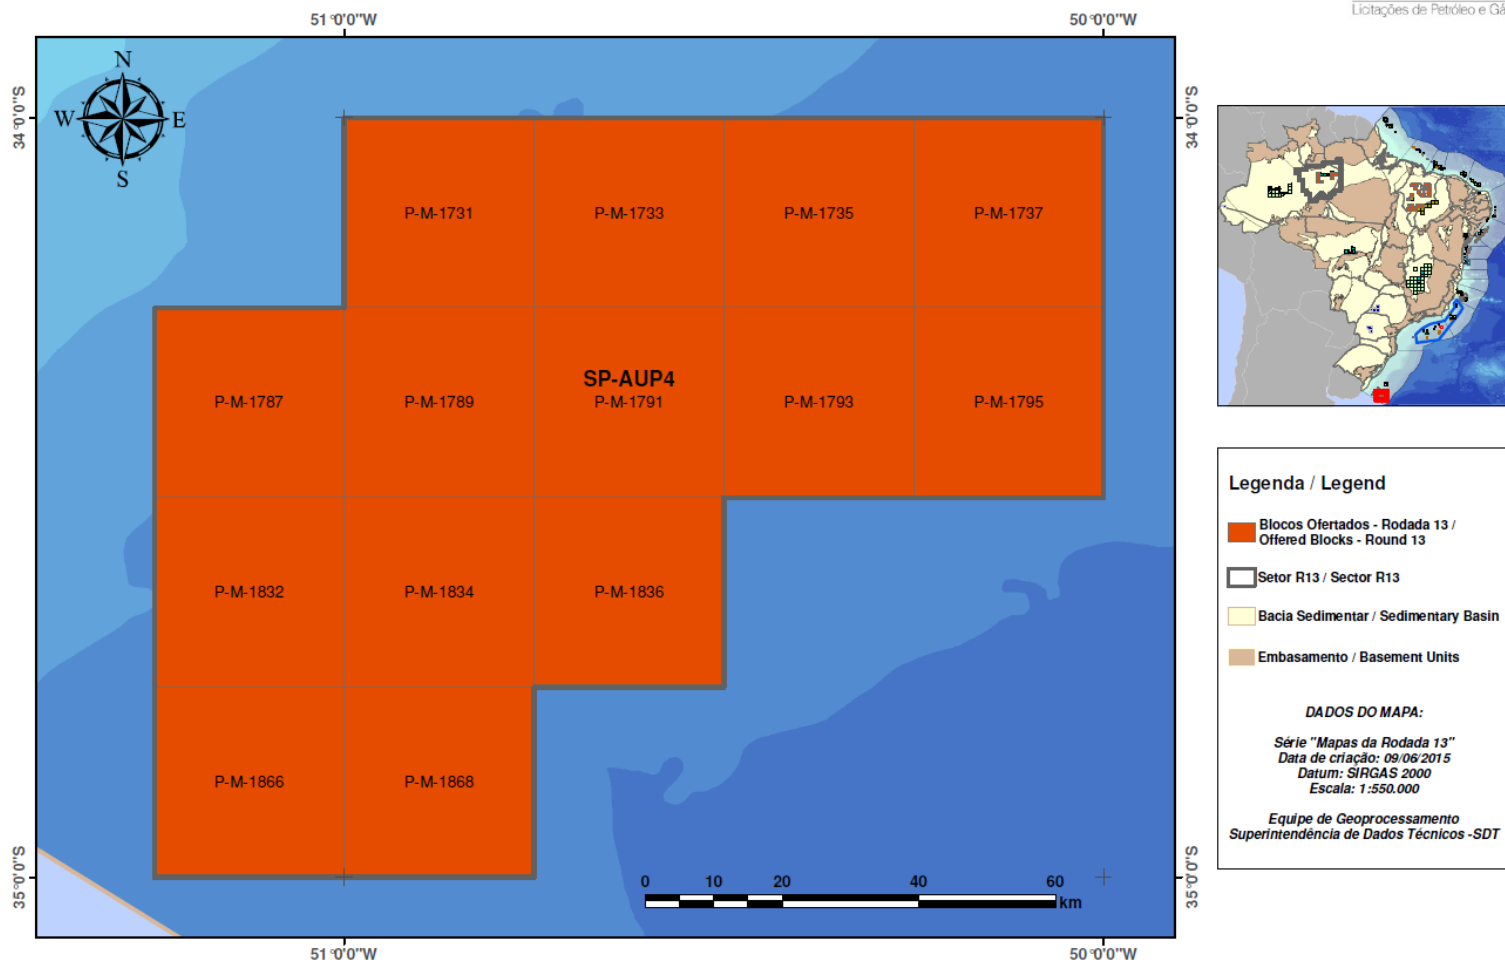 Licitações de Petróleo e Gá
51°0'0"W
50°0'0"W
34°0'0"S
34°0'0"S
N
W
E
S
P-M-1731
P-M-1733
P-M-1735
P-M-1737
SP-AUP4
P-M-1787
P-M-1789
P-M-1791
P-M-1793
P-M-1795
P-M-1832
P-M-1834
P-M-1836
P-M-1866
P-M-1868
35°0'0"S
35°0'0"S
0
10
20
40
60
km
51°0'0"W
50°0'0"W
Legenda / Legend
Blocos Ofertados - Rodada 13 /
Offered Blocks - Round 13
Setor R13 / Sector R13
Bacia Sedimentar / Sedimentary Basin
Embasamento / Basement Units
DADOS DO MAPA:
Série "Mapas da Rodada 13"
Data de criação: 09/06/2015
Datum: SIRGAS 2000
Escala: 1:550.000
Equipe de Geoprocessamento
Superintendência de Dados Técnicos -SDT